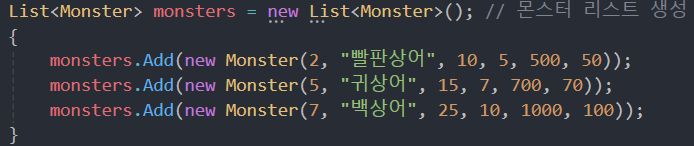 List<Monster> monsters = new List<Monster>(); // 몬스터 리스트 생성
{
    monsters.Add(new Monster(2, "빨판상어", 10, 5, 500, 50));
    monsters.Add(new Monster(5, "귀상어", 15, 7, 700, 70));
    monsters.Add(new Monster(7, "백상어", 25, 10, 1000, 100));
}